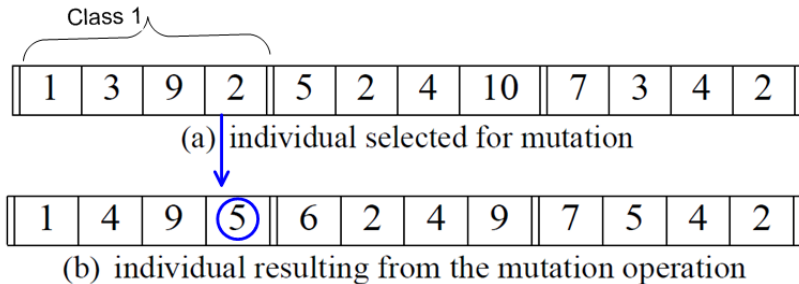 Class 1
1 3 9 2 5 2 4 10 7 3 4 2
(a) individual selected for mutation
1 4 9 5 6 2 4 9 7 5 4 2
(b) individual resulting from the mutation operation